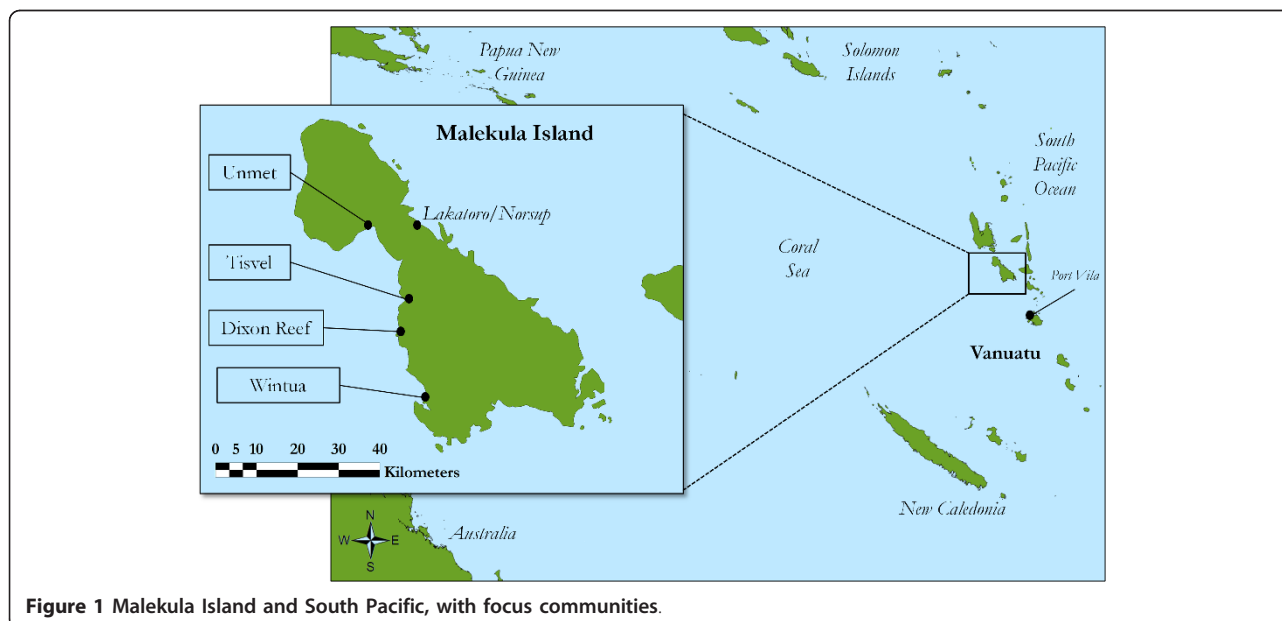 Papua New
Guinea
Solomon
Islands
Malekula Island
South
Pacific
Ocean
Unmet
Lakatoro/Norsup
Tisvel
Coral
Sea
Port Vila
Dixon Reef
Vanuatu
Wintua
0 5 10 20 30 40
Kilometers
New Caledonia
N
W E
S
Australia
Figure 1 Malekula Island and South Pacific, with focus communities.